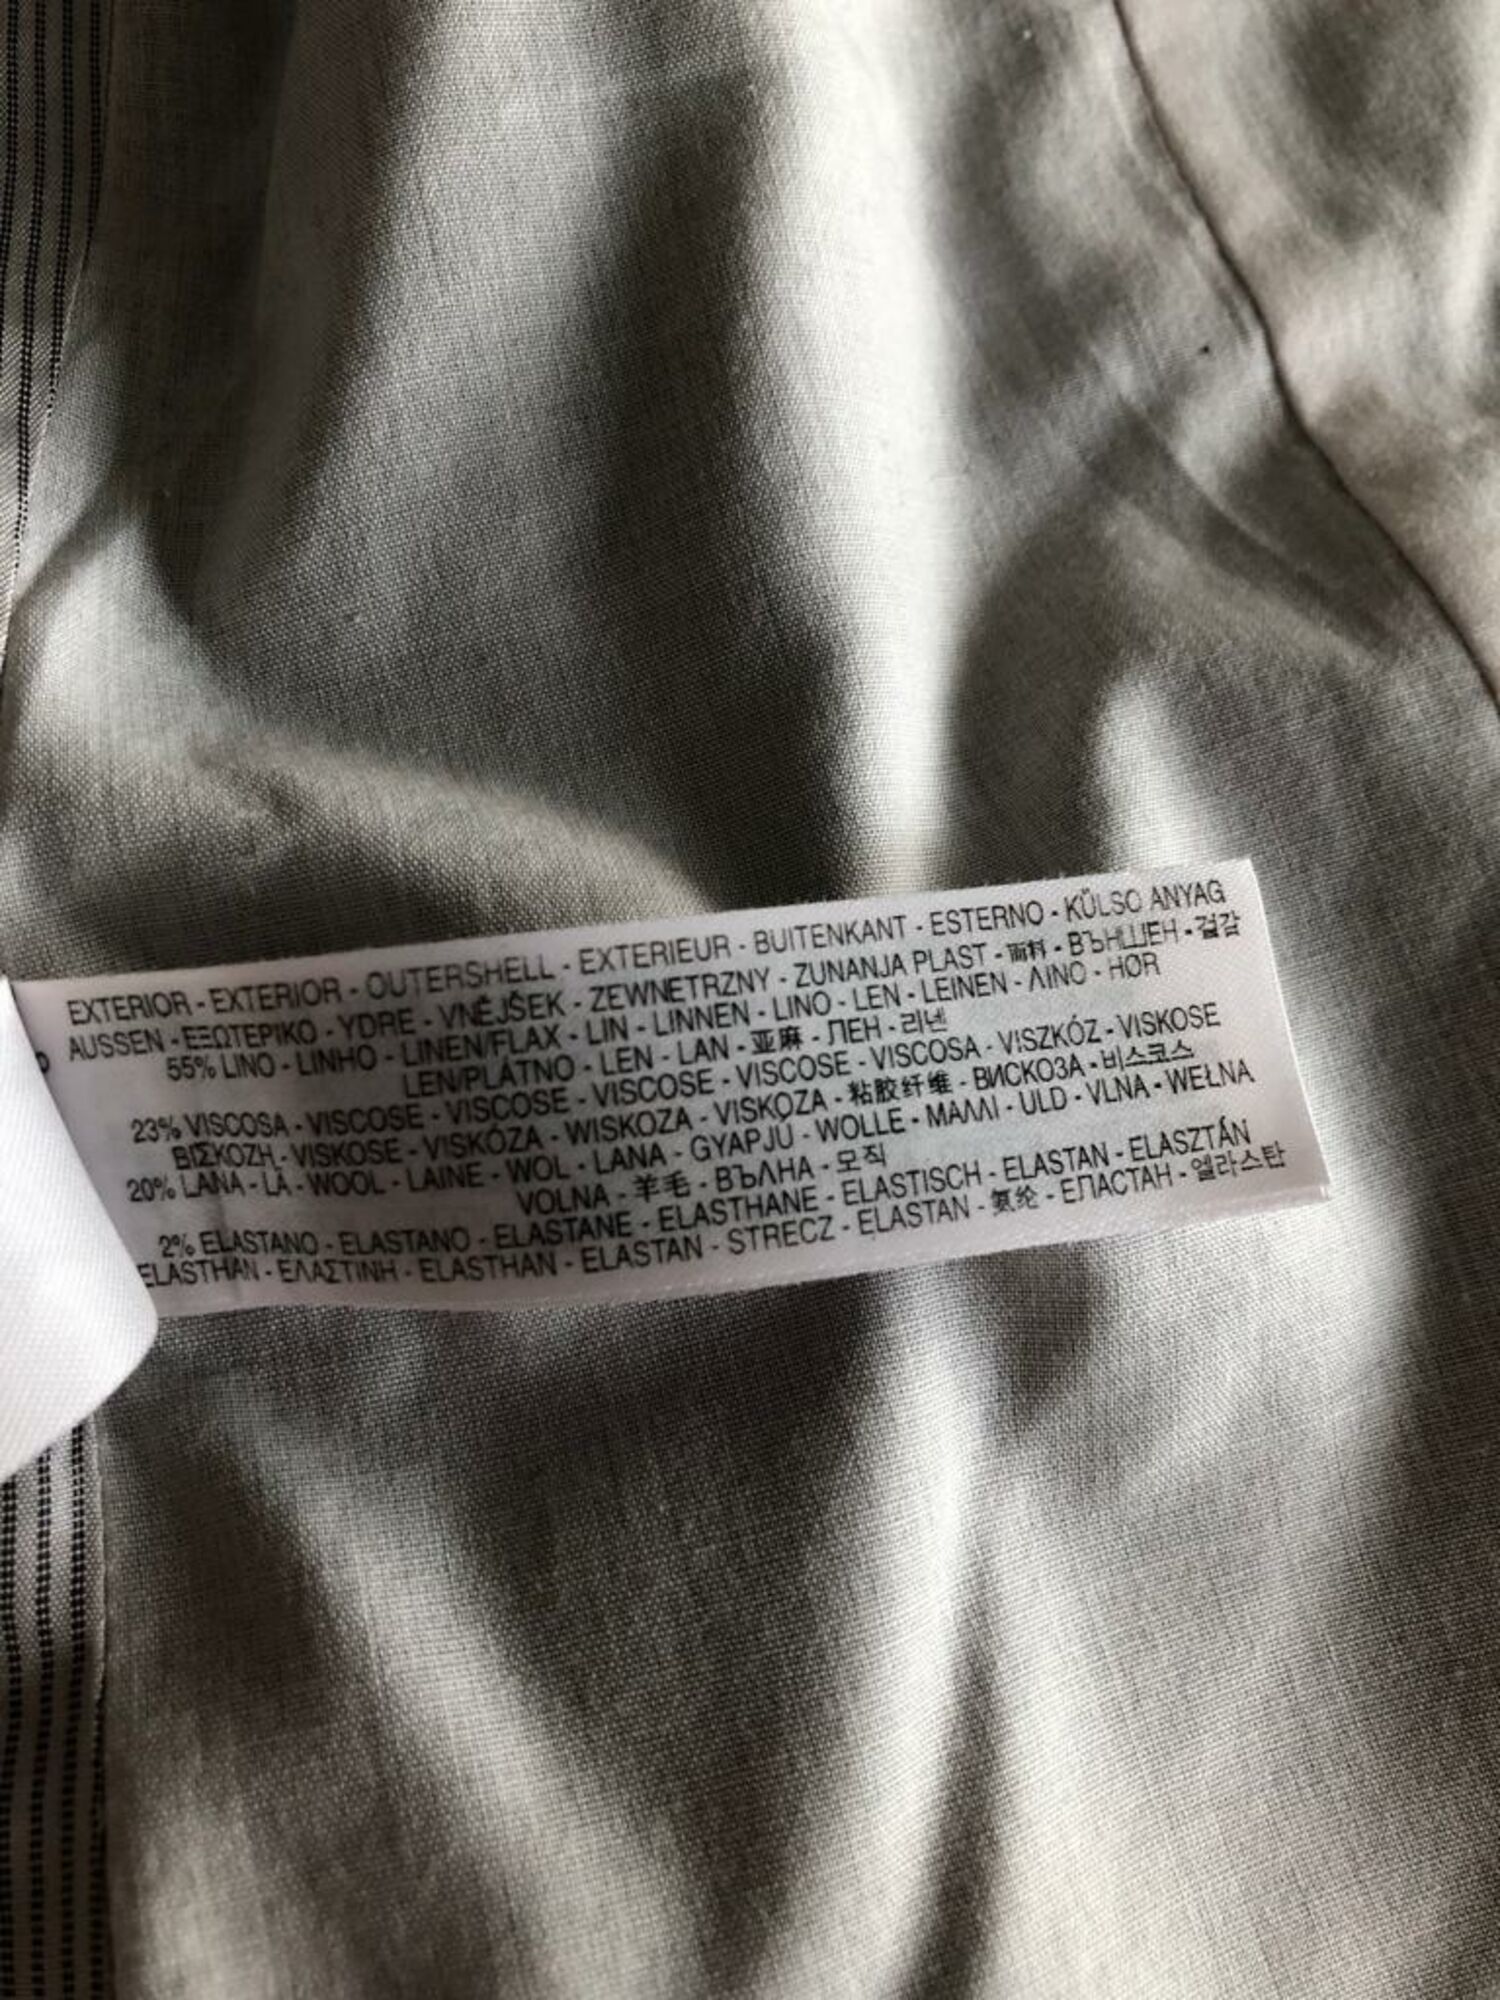 EXTERIOR - EXTERIOR - OUTERSHELL - EXTERIEUR - BUITENKANT - ESTERNO - KÜLSO ANYAG
AUSSEN - ΕΞΩΤΕΡΙΚΟ - YDRE - VNĚJŠEK - ZEWNETRZNY - ZUNANJA PLAST - 面料 - ВЪНШЕН - 겉감
55% LINO - LINHO - LINEN/FLAX - LIN - LINNEN - LINO - LEN - LEINEN - ΛΙΝΟ - HØR
LEN/PLÁTNO - LEN - LAN - 亚麻 - ЛЕН - 리넨
23% VISCOSA - VISCOSE - VISCOSE - VISCOSE - VISCOSE - VISCOSA - VISZKÓZ - VISKOSE
ΒΙΣΚΟΖΗ - VISKOSE - VISKÓZA - WISKOZA - VISKOZA - 粘胶纤维 - ВИСКОЗА - 비스코스
20% LANA - LÃ - WOOL - LAINE - WOL - LANA - GYAPJÚ - WOLLE - ΜΑΛΛΙ - ULD - VLNA - WEŁNA
VOLNA - 羊毛 - ВЪЛНА - 모직
2% ELASTANO - ELASTANO - ELASTANE - ELASTHANE - ELASTISCH - ELASTAN - ELASZTÁN
ELASTHAN - ΕΛΑΣΤΙΝΗ - ELASTHAN - ELASTAN - STRECZ - ELASTAN - 氨纶 - ЕЛАСТАН - 엘라스탄